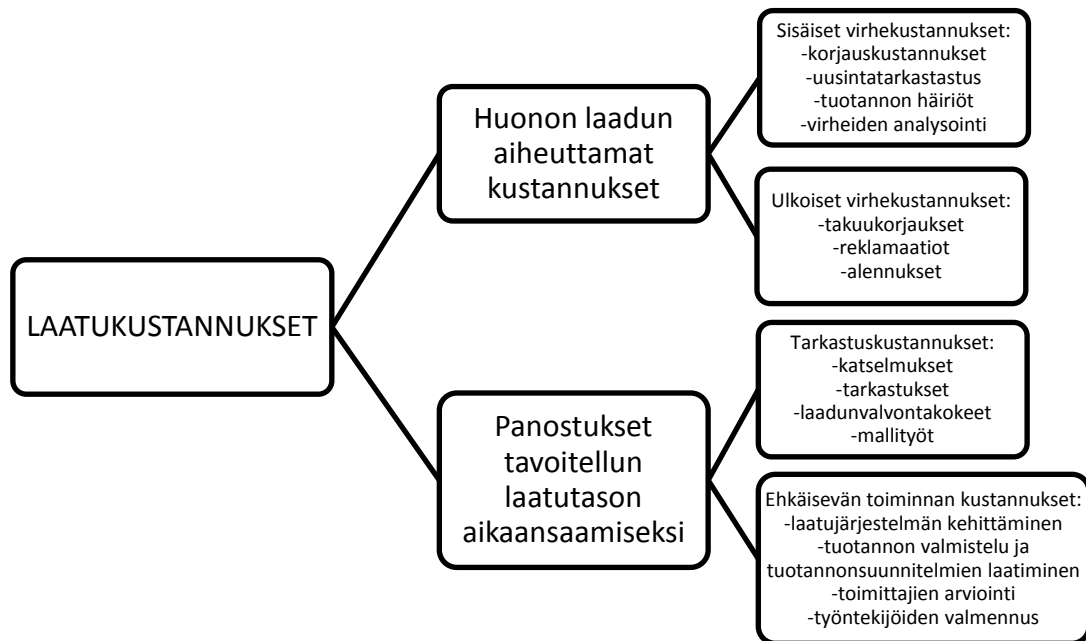 LAATUKUSTANNUKSET
Huonon laadun
aiheuttamat
kustannukset
Sisäiset virhekustannukset:
-korjauskustannukset
-uusintatarkastastus
-tuotannon häiriöt
-virheiden analysointi
Ulkoiset virhekustannukset:
-takuukorjaukset
-reklamaatiot
-alennukset
Panostukset
tavoitellun
laatutason
aikaansaamiseksi
Tarkastuskustannukset:
-katselmukset
-tarkastukset
-laadunvalvontakokeet
-mallityöt
Ehkäisevän toiminnan kustannukset:
-laatujärjestelmän kehittäminen
-tuotannon valmistelu ja
tuotannonsuunnitelmien laatiminen
-toimittajien arviointi
-työntekijöiden valmennus